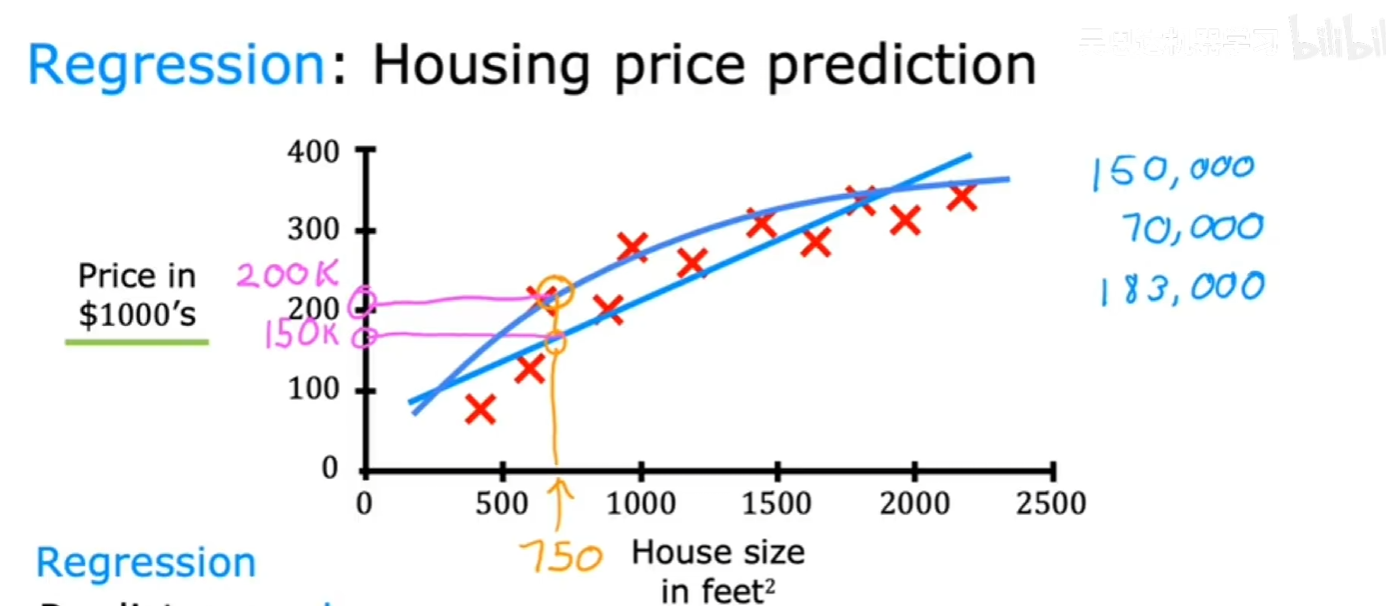 Regression: Housing price prediction
bilibili
400
300
200
100
0
Price in
$1000's
200K
150K
0 500 1000 1500 2000 2500
750
House size
in feet²
150,000
70,000
183,000
Regression